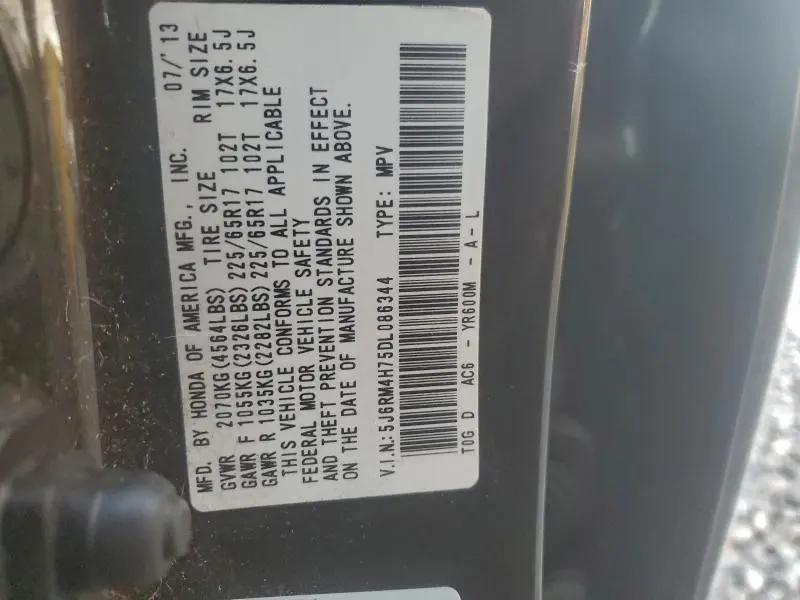 MFD. BY HONDA OF AMERICA MFG., INC. 07/'13
GVWR 2070KG(4564LBS) TIRE SIZE RIM SIZE
GAWR F 1055KG(2326LBS) 225/65R17 102T 17X6.5J
GAWR R 1035KG(2282LBS) 225/65R17 102T 17X6.5J
THIS VEHICLE CONFORMS TO ALL APPLICABLE
FEDERAL MOTOR VEHICLE SAFETY
AND THEFT PREVENTION STANDARDS IN EFFECT
ON THE DATE OF MANUFACTURE SHOWN ABOVE.
V.I.N.: 5J6RM4H75DL086344 TYPE: MPV
T0G D AC6 - YR600M - A - L